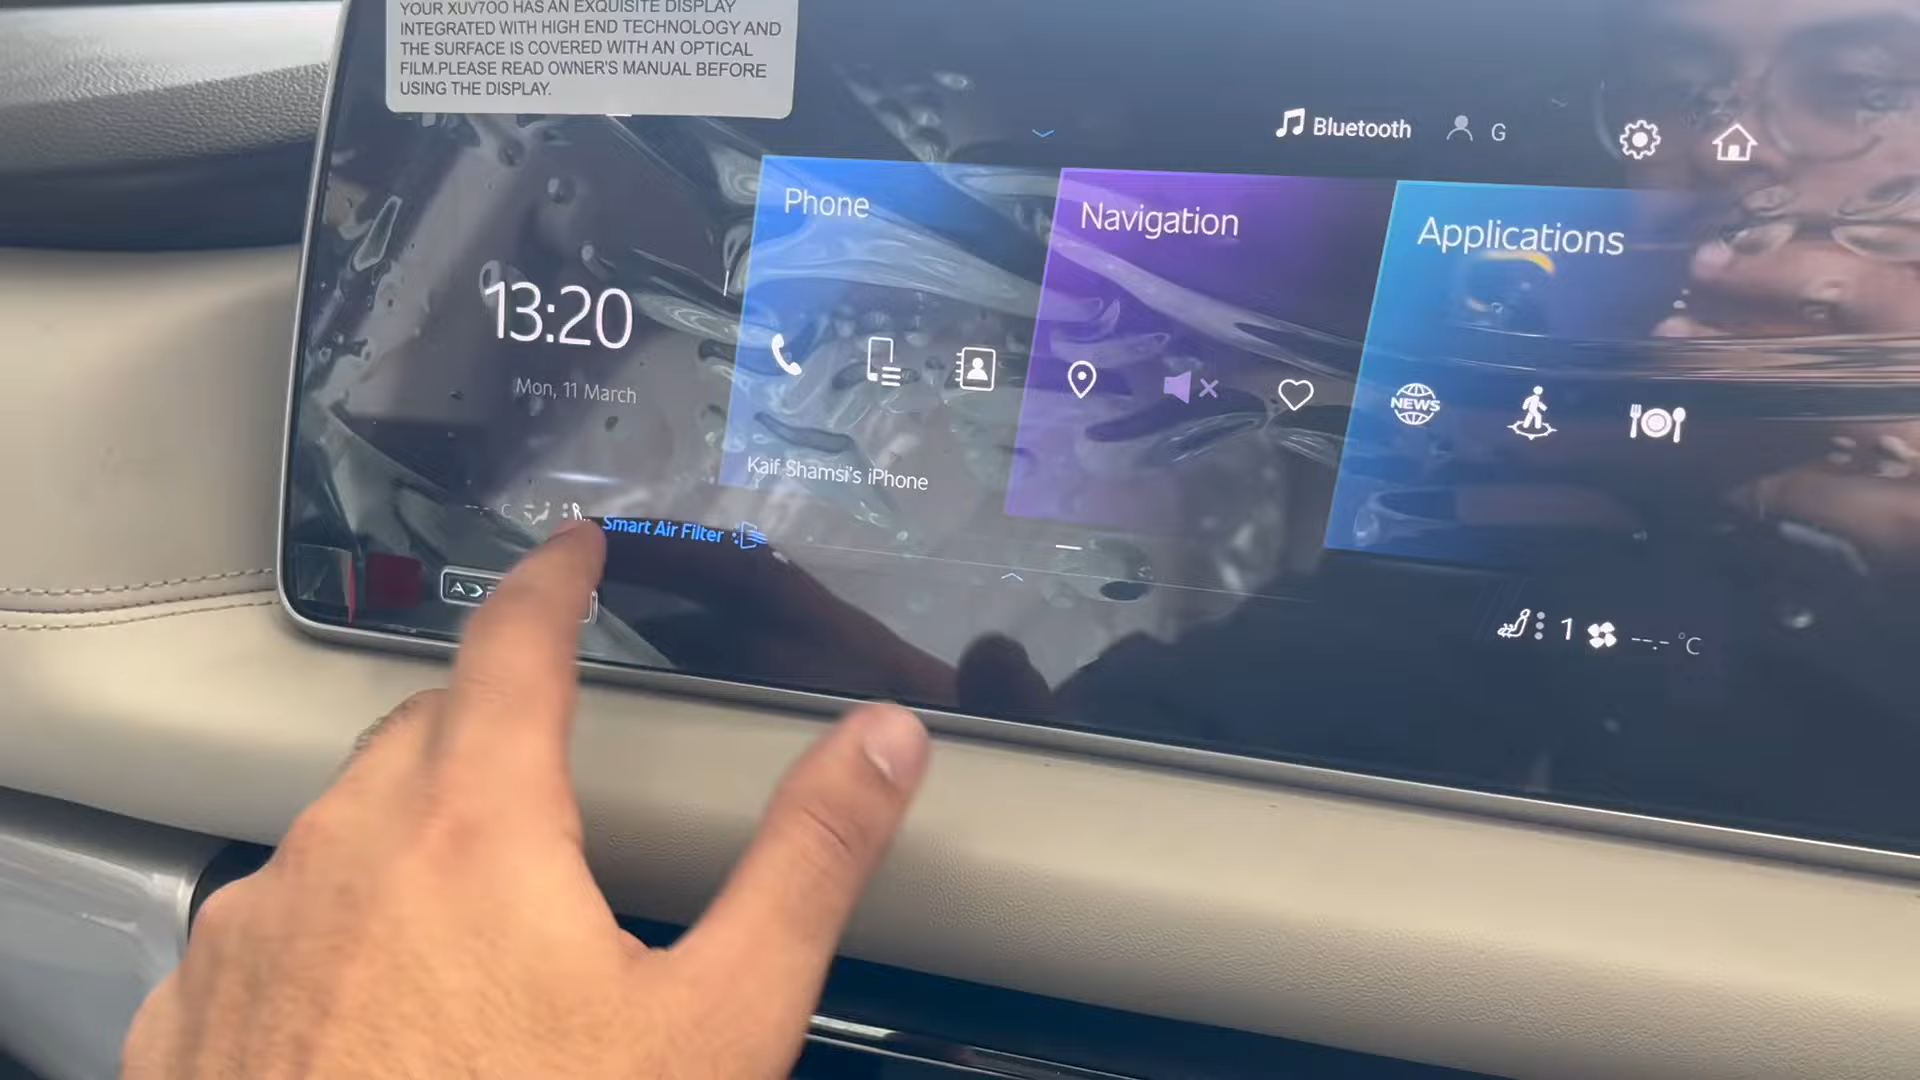 YOUR XUV700 HAS AN EXQUISITE DISPLAY
INTEGRATED WITH HIGH END TECHNOLOGY AND
THE SURFACE IS COVERED WITH AN OPTICAL
FILM.PLEASE READ OWNER'S MANUAL BEFORE
USING THE DISPLAY.
Bluetooth
G
Phone
Navigation
Applications
13:20
Mon, 11 March
NEWS
Kaif Shamsi's iPhone
--.- C
Smart Air Filter
1
--.- °C